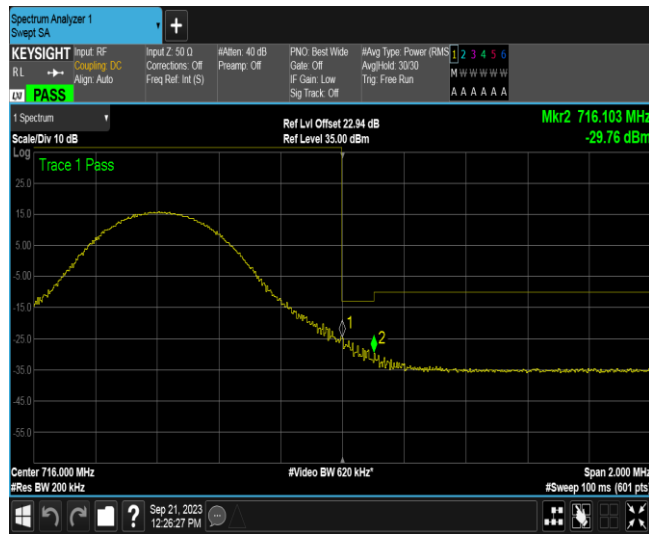 Spectrum Analyzer 1
Swept SA
+
KEYSIGHT
RL
LXI PASS
Input: RF
Coupling: DC
Align: Auto
Input Z: 50 Ω
Corrections: Off
Freq Ref: Int (S)
#Atten: 40 dB
Preamp: Off
PNO: Best Wide
Gate: Off
IF Gain: Low
Sig Track: Off
#Avg Type: Power (RMS
Avg|Hold: 30/30
Trig: Free Run
1 2 3 4 5 6
M W W W W W
A A A A A A
1 Spectrum
Scale/Div 10 dB
Ref Lvl Offset 22.94 dB
Ref Level 35.00 dBm
Mkr2 716.103 MHz
-29.76 dBm
Log
Trace 1 Pass
25.0
15.0
5.00
-5.00
-15.0
-25.0
-35.0
-45.0
-55.0
1
2
Center 716.000 MHz
#Res BW 200 kHz
#Video BW 620 kHz*
Span 2.000 MHz
#Sweep 100 ms (601 pts
?
Sep 21, 2023
12:26:27 PM